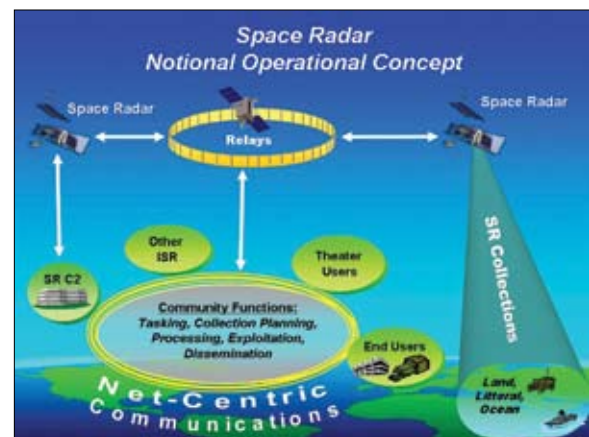 Space Radar
Notional Operational Concept
Space Radar
Space Radar
Relays
Other
ISR
Theater
Users
SR C2
Community Functions:
Tasking, Collection Planning,
Processing, Exploitation,
Dissemination
End Users
SR Collections
Land,
Littoral,
Ocean
Net-Centric
Communications